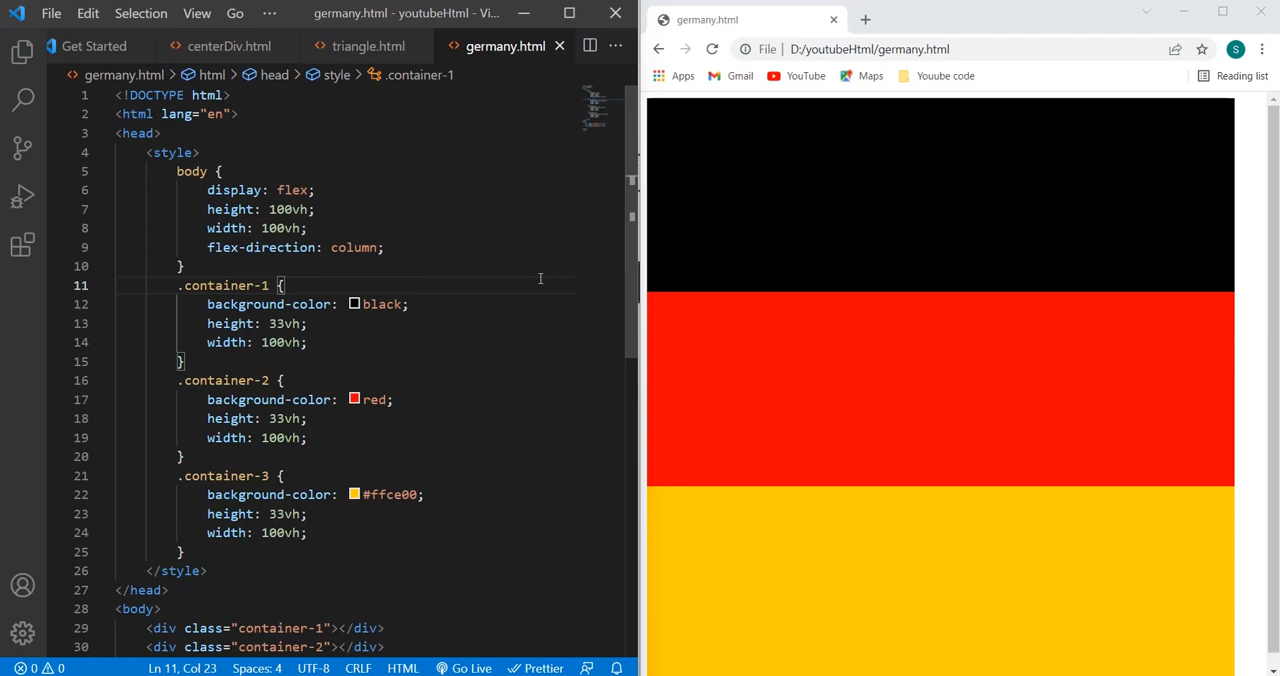 File Edit Selection View Go ··· germany.html - youtubeHtml - Vi...
Get Started centerDiv.html triangle.html germany.html
germany.html > html > head > style > .container-1
1 <!DOCTYPE html>
2 <html lang="en">
3 <head>
4 <style>
5 body {
6 display: flex;
7 height: 100vh;
8 width: 100vh;
9 flex-direction: column;
10 }
11 .container-1 {
12 background-color: black;
13 height: 33vh;
14 width: 100vh;
15 }
16 .container-2 {
17 background-color: red;
18 height: 33vh;
19 width: 100vh;
20 }
21 .container-3 {
22 background-color: #ffce00;
23 height: 33vh;
24 width: 100vh;
25 }
26 </style>
27 </head>
28 <body>
29 <div class="container-1"></div>
30 <div class="container-2"></div>
0 0 Ln 11, Col 23 Spaces: 4 UTF-8 CRLF HTML Go Live Prettier
germany.html
File | D:/youtubeHtml/germany.html S
Apps Gmail YouTube Maps Yuube code Reading list